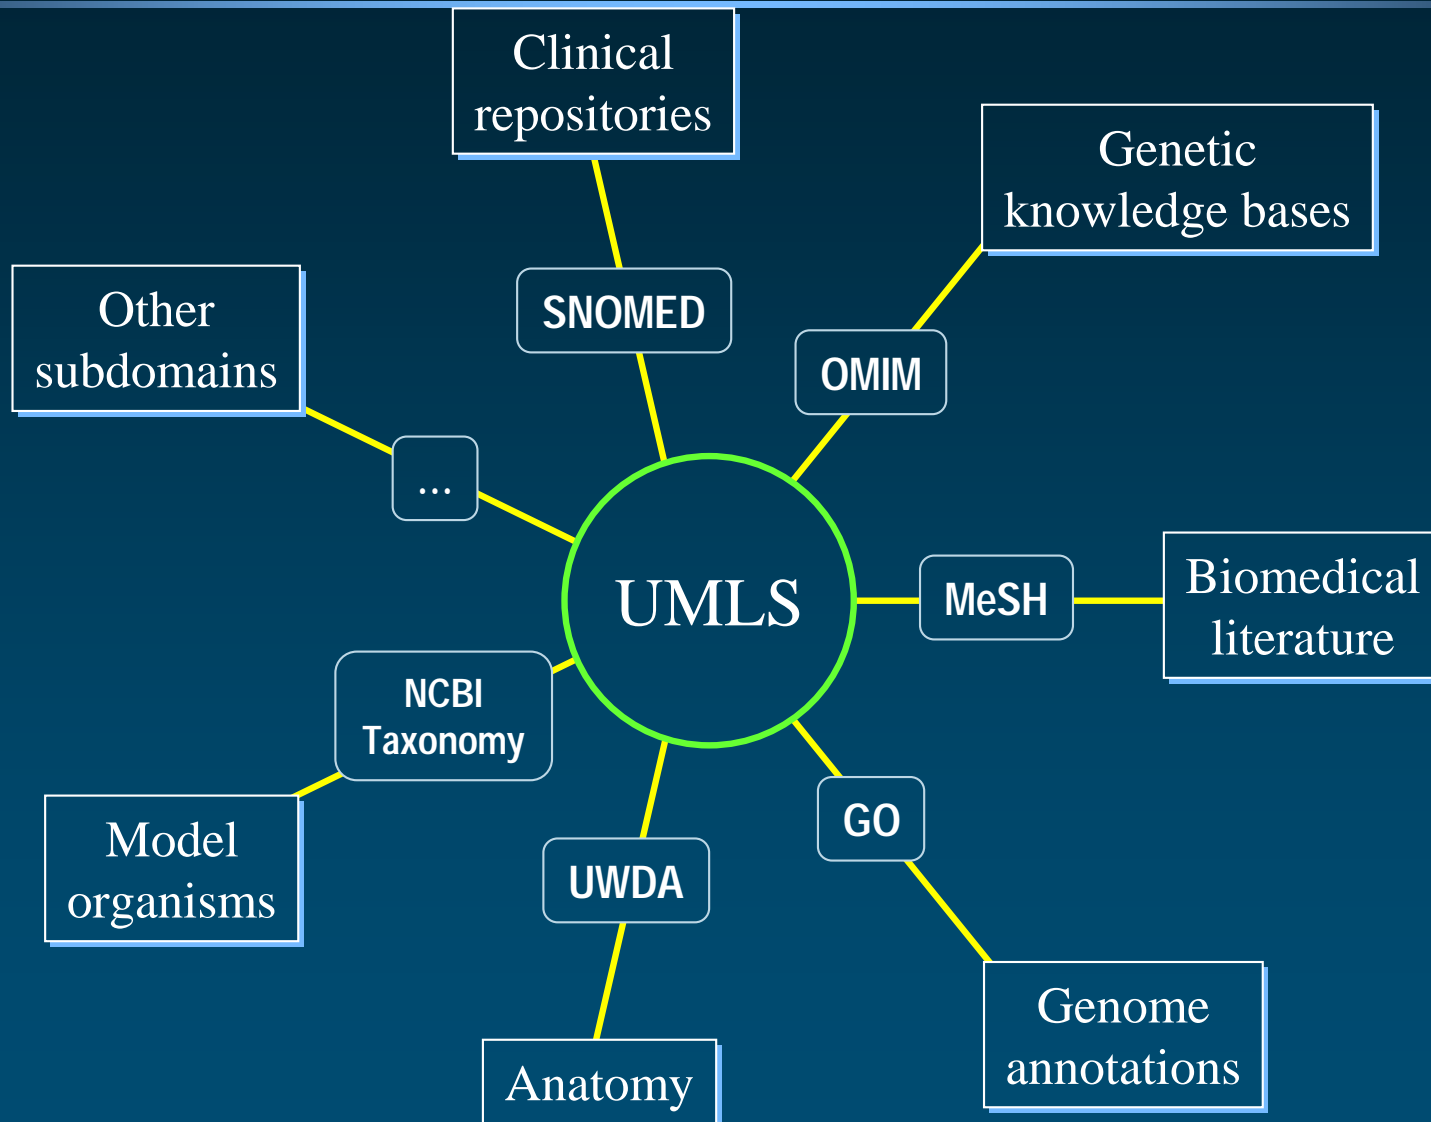 Clinical
repositories
Genetic
knowledge bases
Other
subdomains
SNOMED
OMIM
...
UMLS
MeSH
Biomedical
literature
NCBI
Taxonomy
GO
Model
organisms
UWDA
Genome
annotations
Anatomy